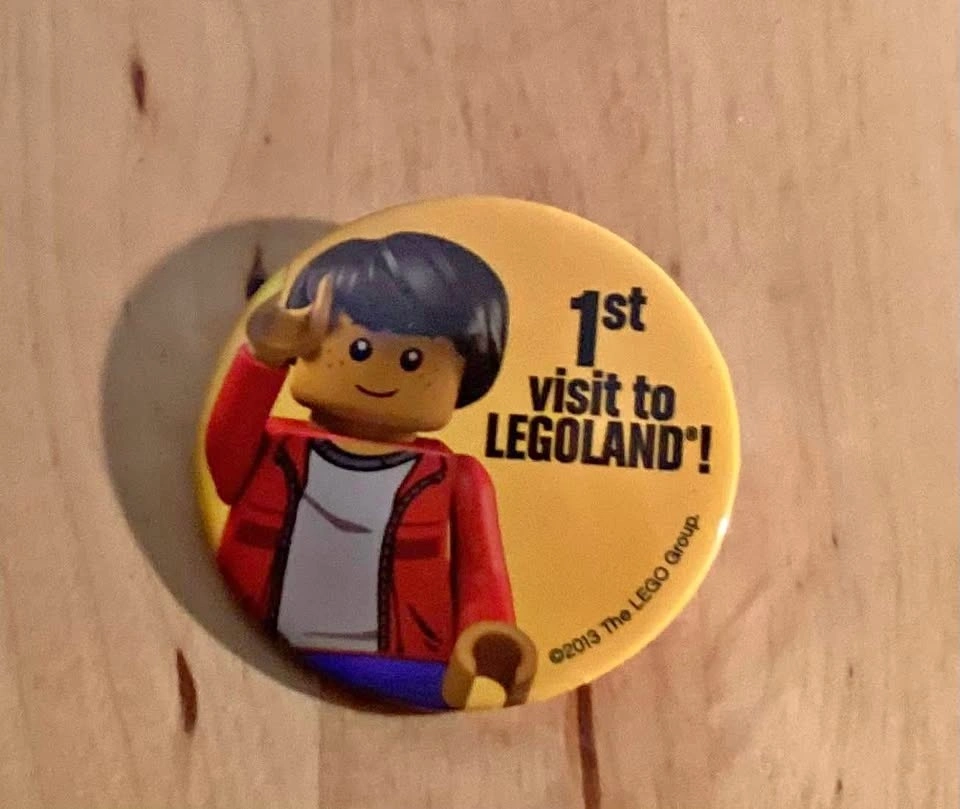 1st
visit to
LEGOLAND®!
©2013 The LEGO Group.